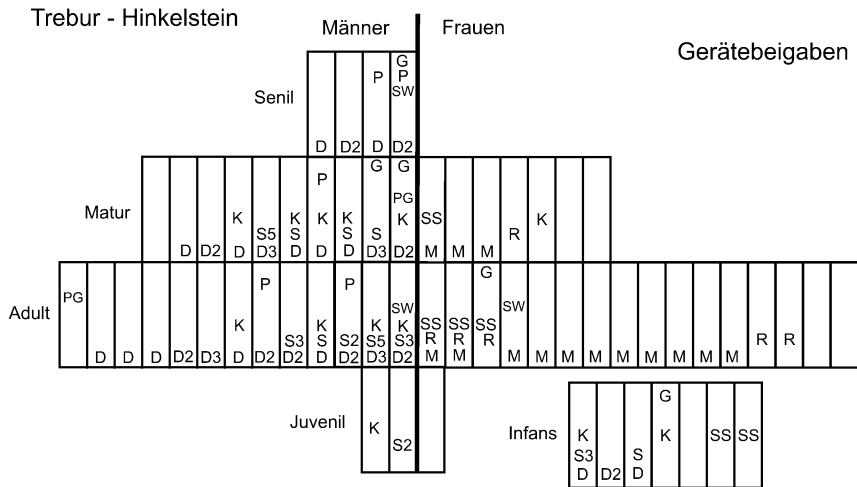 Trebur - Hinkelstein
Männer
Frauen
Gerätebeigaben
G
P P
Senil SW
D D2 D D2
G G
P
PG
Matur K K K K K SS K
S5 S S S R
D D2 D D3 D D D D3 D2 M M M
G
P P
PG
SW SW
Adult K K K K SS SS SS
S3 S S2 S5 S3 R R R R R
D D D D2 D3 D D2 D2 D D2 D3 D2 M M M M M M M M M M M
Juvenil K
S2
G
Infans K K SS SS
S3 S
D D2 D